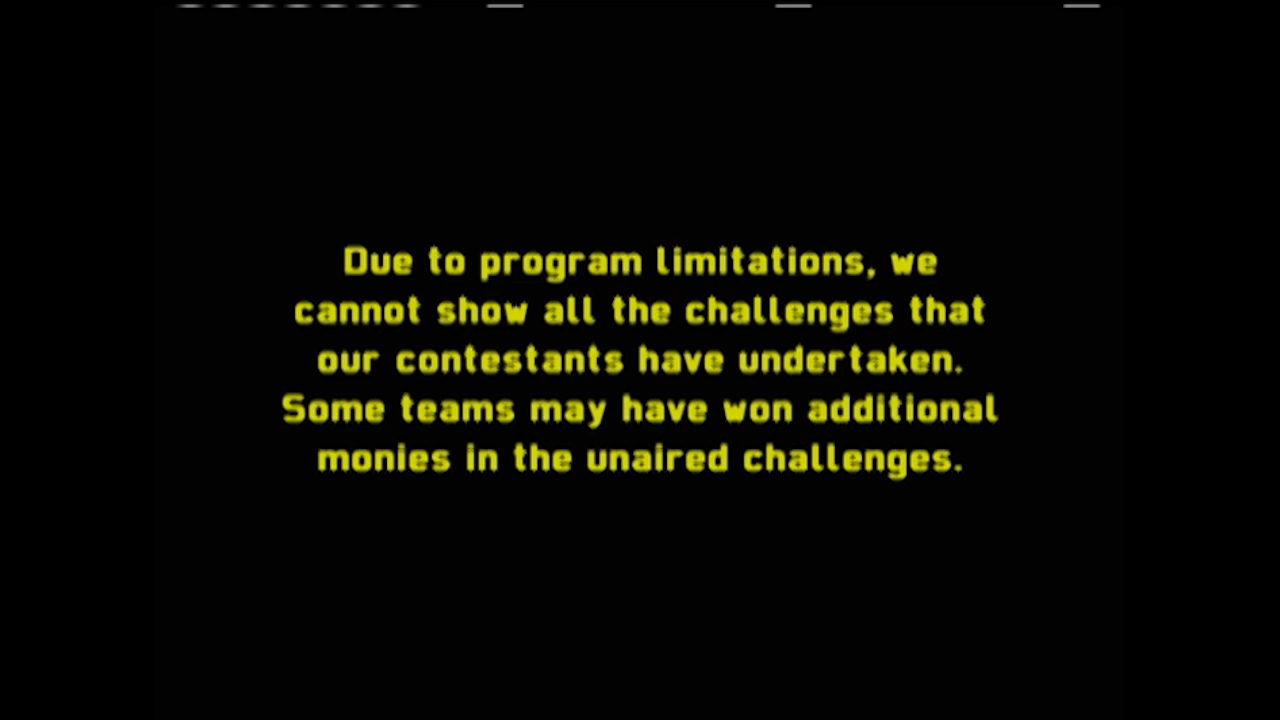 Due to program limitations, we
cannot show all the challenges that
our contestants have undertaken.
Some teams may have won additional
monies in the unaired challenges.